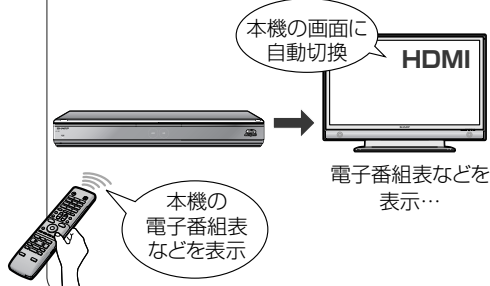 本機の画面に
自動切換
HDMI
電子番組表などを
表示…
本機の
電子番組表
などを表示